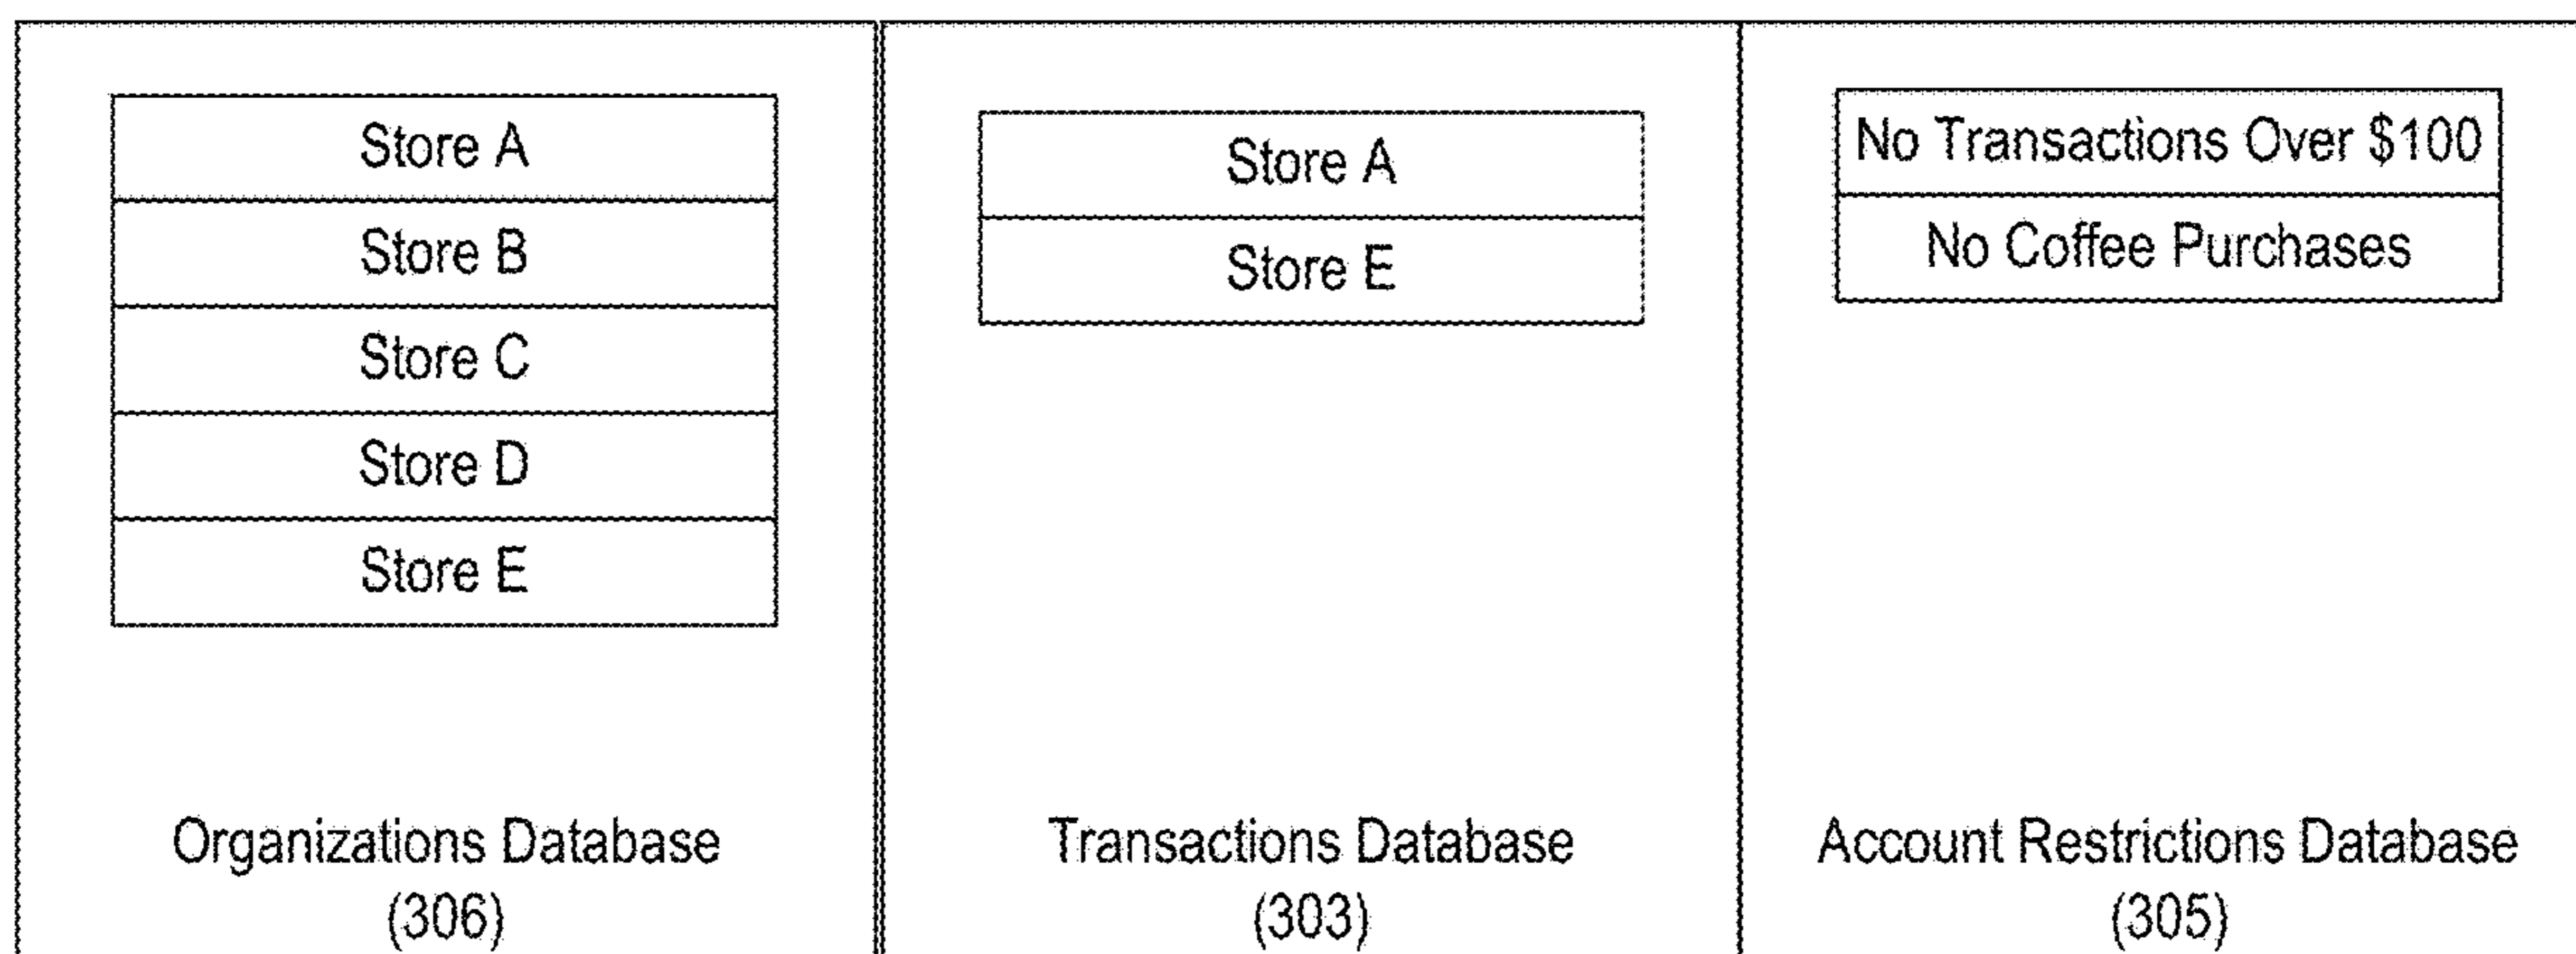 Store A
Store B
Store C
Store D
Store E
Organizations Database
(306)
Store A
Store E
Transactions Database
(303)
No Transactions Over $100
No Coffee Purchases
Account Restrictions Database
(305)